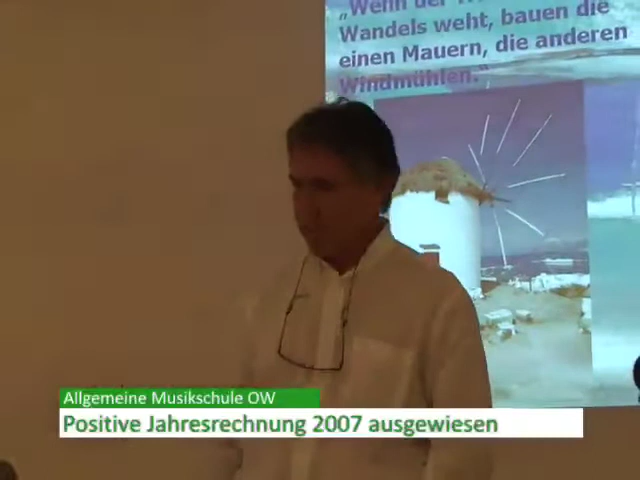 „Wenn der
Wandels weht, bauen die
einen Mauern, die anderen
Windmühlen.“
Allgemeine Musikschule OW
Positive Jahresrechnung 2007 ausgewiesen